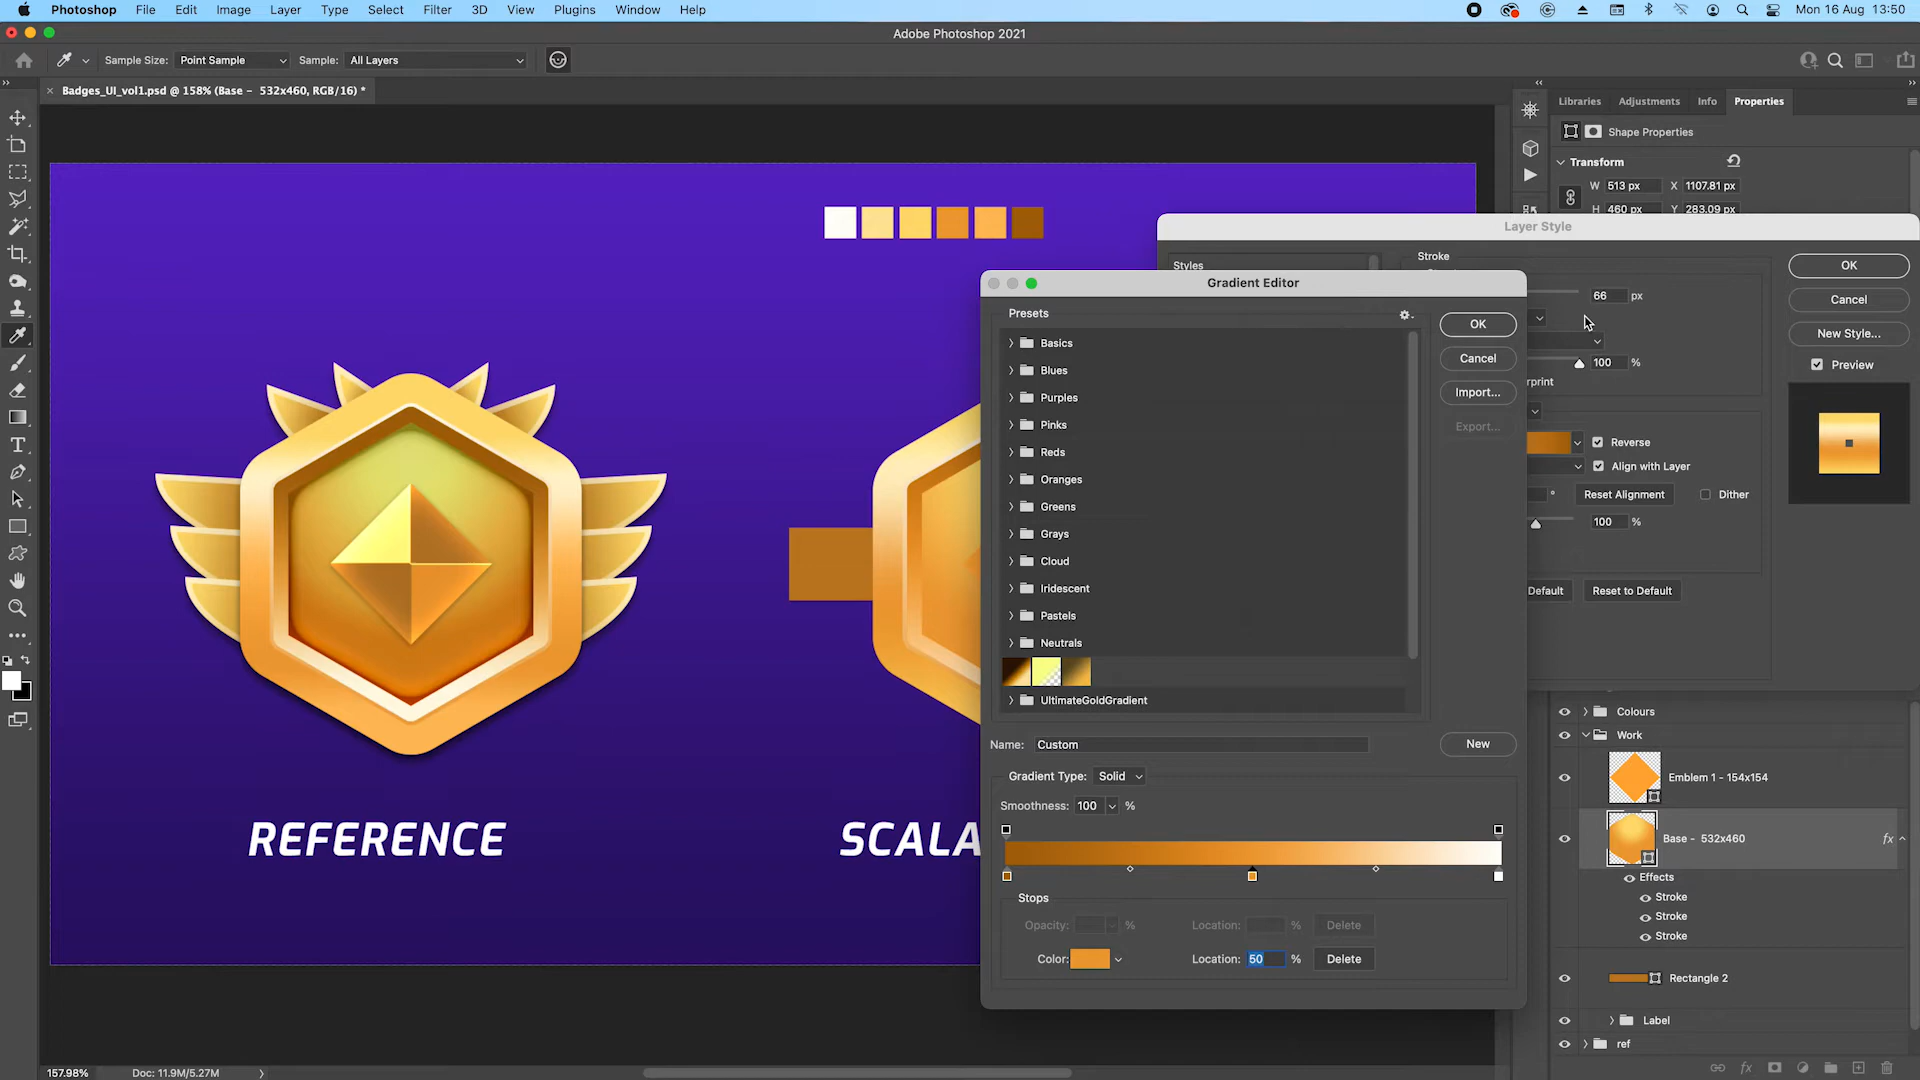 Photoshop File Edit Image Layer Type Select Filter 3D View Plugins Window Help Mon 16 Aug 13:50
Adobe Photoshop 2021
Sample Size: Point Sample Sample: All Layers
Badges_UI_vol1.psd @ 158% (Base - 532x460, RGB/16) *
Libraries Adjustments Info Properties
Shape Properties
Transform
W 513 px X 1107.81 px
H 460 px Y 283.09 px
Layer Style
Styles
Stroke
OK
66 px
Cancel
New Style...
100 %
Preview
Reverse
Align with Layer
Reset Alignment
Dither
100 %
Default
Reset to Default
Gradient Editor
Presets
Basics
Blues
Purples
Pinks
Reds
Oranges
Greens
Grays
Cloud
Iridescent
Pastels
Neutrals
UltimateGoldGradient
OK
Cancel
Import...
Export...
Name: Custom
New
Gradient Type: Solid
Smoothness: 100 %
Stops
Opacity: % Location: % Delete
Color: Location: 50 % Delete
REFERENCE
SCALA
Colours
Work
Emblem 1 - 154x154
Base - 532x460 fx
Effects
Stroke
Stroke
Stroke
Rectangle 2
Label
ref
157.98% Doc: 11.9M/5.27M